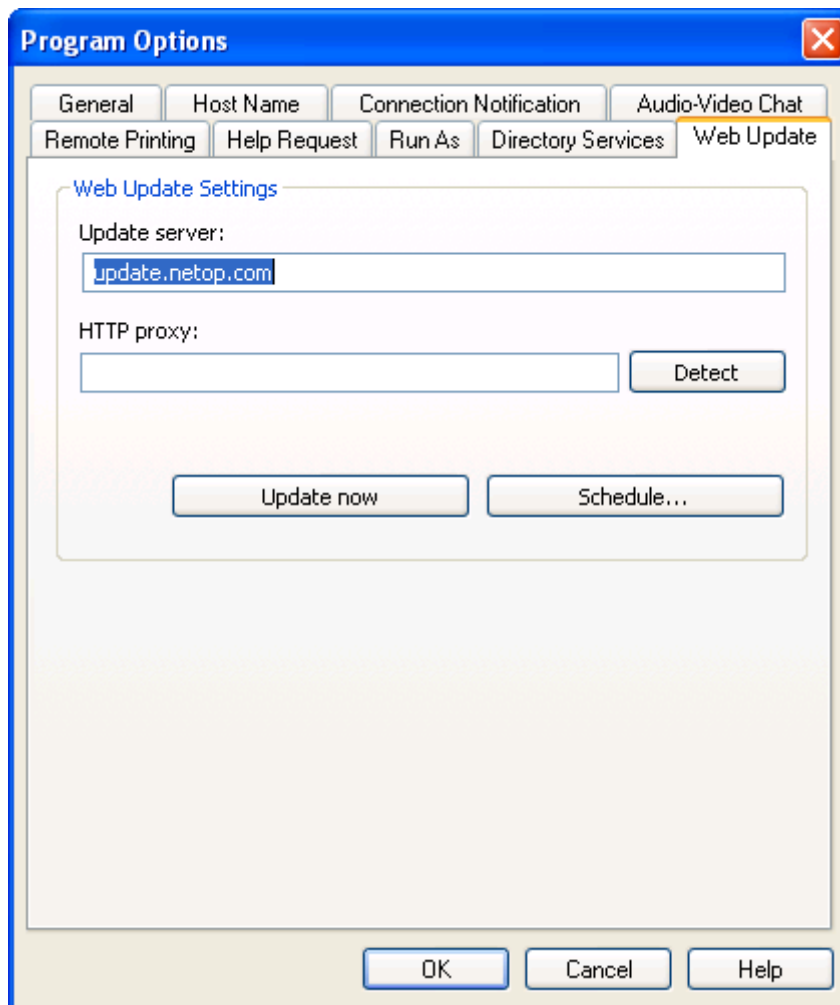 Program Options
General Host Name Connection Notification Audio-Video Chat
Remote Printing Help Request Run As Directory Services Web Update
Web Update Settings
Update server:
update.netop.com
HTTP proxy:
Detect
Update now Schedule...
OK Cancel Help